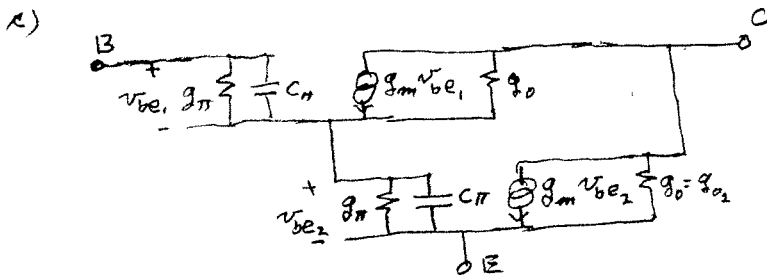 c)
B
C
+
v_be₁ g_π C_π g_m v_be₁ g_o
-
+
v_be₂ g_π C_π g_m v_be₂ g_o = g_o₂
-
E